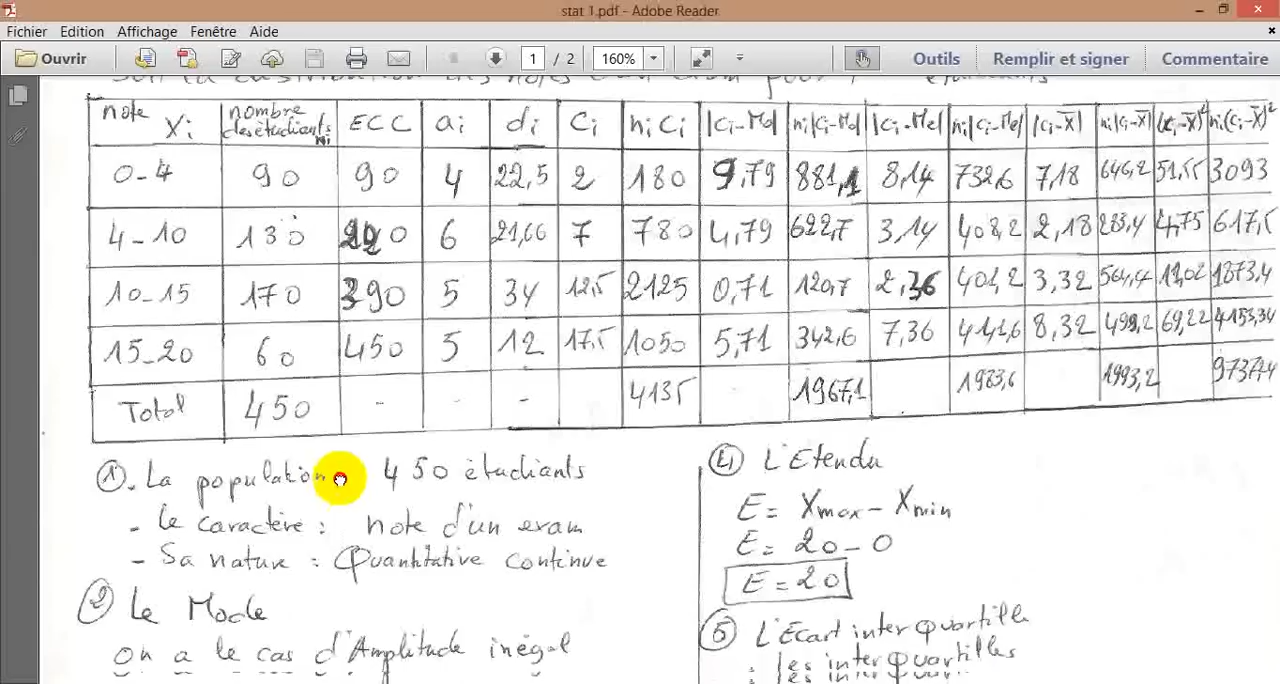 stat 1.pdf - Adobe Reader
Fichier Edition Affichage Fenêtre Aide
Ouvrir 1 / 2 160% Outils Remplir et signer Commentaire
note Xi nombre des étudiants Ni ECC ai di Ci niCi |Ci-Mo| ni|Ci-Mo| |Ci-Me| ni|Ci-Me| |Ci-X̄| ni|Ci-X̄| (Ci-X̄)² ni(Ci-X̄)²
0-4 90 90 4 22,5 2 180 9,79 881,1 8,14 732,6 7,18 646,2 51,55 3093
4-10 130 220 6 21,66 7 780 4,79 622,7 3,14 408,2 2,18 283,4 4,75 617,5
10-15 170 390 5 34 12,5 2125 0,71 120,7 2,36 401,2 3,32 564,4 11,02 1873,4
15-20 60 450 5 12 17,5 1050 5,71 342,6 7,36 441,6 8,32 499,2 69,22 4153,34
Total 450 - - - 4135 - 1967,1 1983,6 1993,2
① - La population 450 étudiants
- le caractère : note d'un exam
- Sa nature : Quantitative continue
② Le Mode
on a le cas d'Amplitude inégal
④ L'Etendu
E = Xmax - Xmin
E = 20 - 0
E = 20
⑤ L'Ecart inter Quartille
: les inter Quartilles